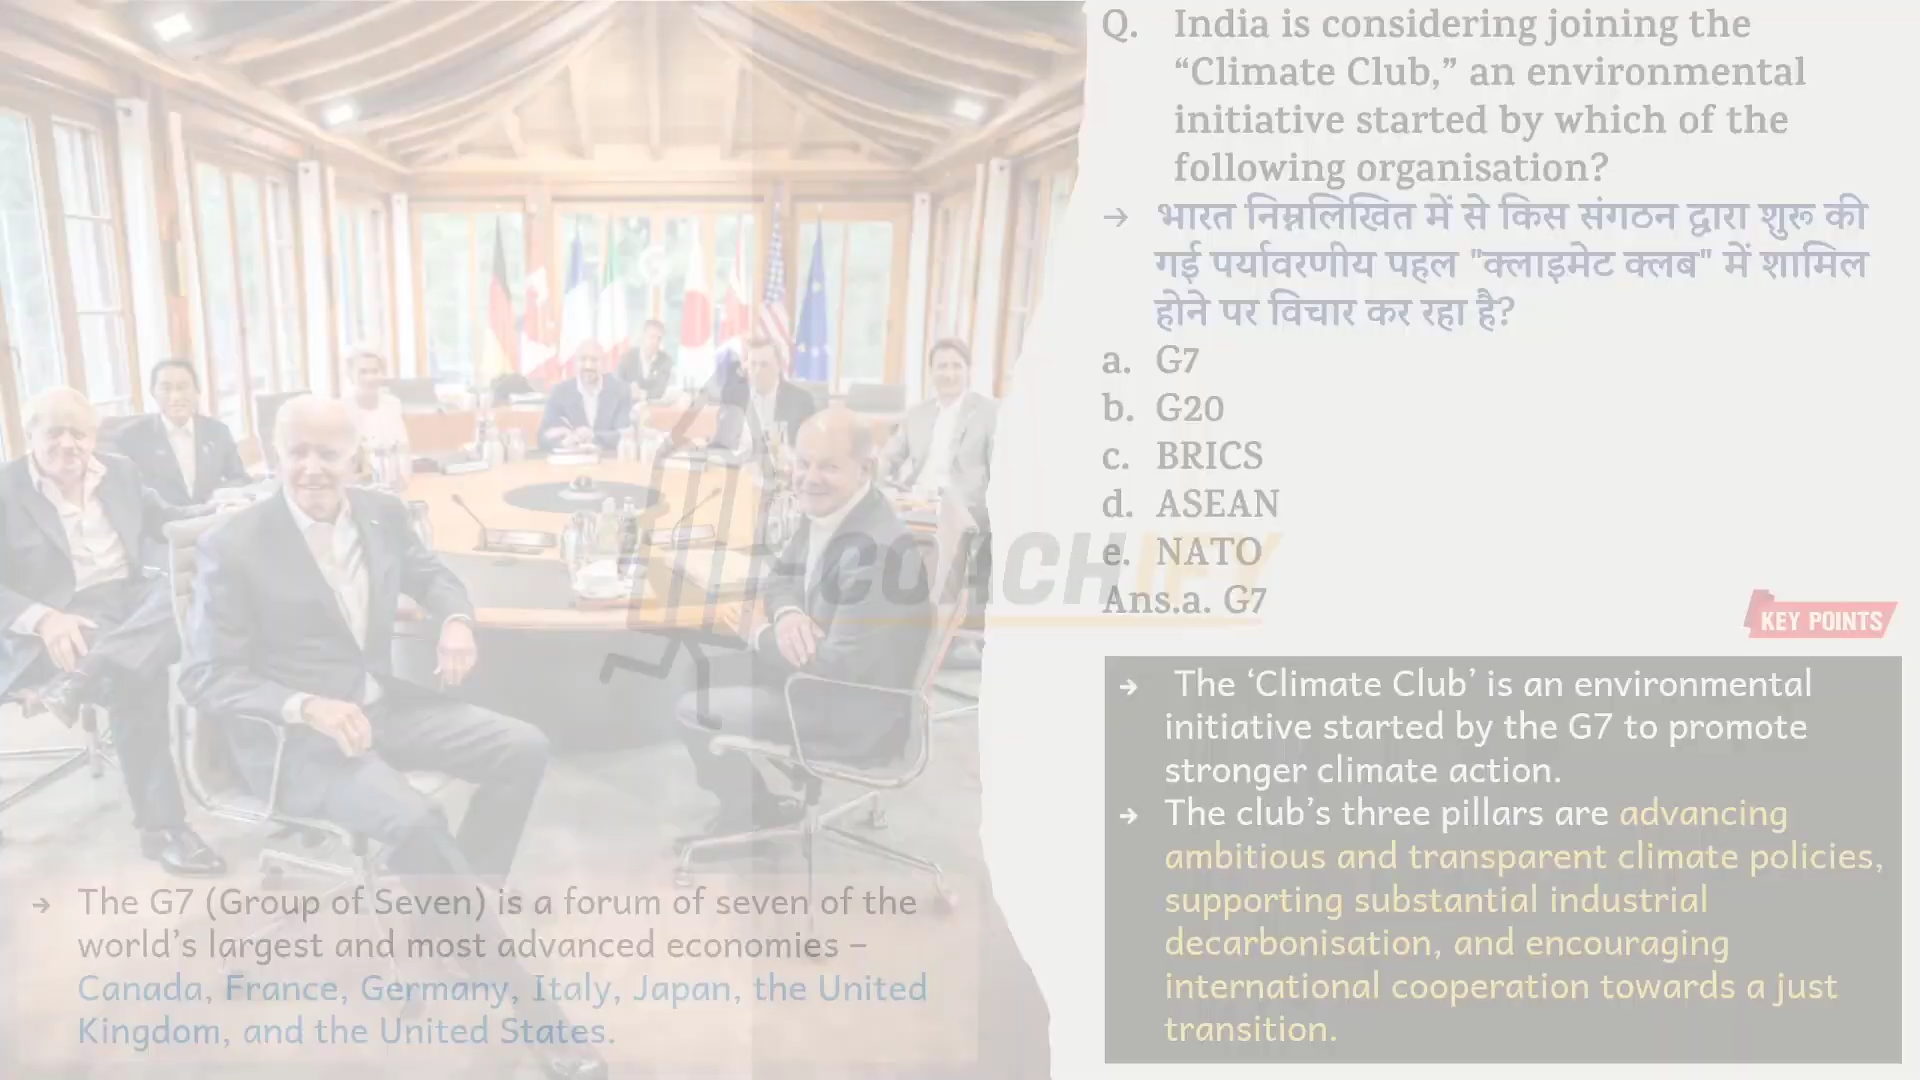 Q. India is considering joining the
“Climate Club,” an environmental
initiative started by which of the
following organisation?
→ भारत निम्नलिखित में से किस संगठन द्वारा शुरू की
गई पर्यावरणीय पहल "क्लाइमेट क्लब" में शामिल
होने पर विचार कर रहा है?
a. G7
b. G20
c. BRICS
d. ASEAN
e. NATO
Ans.a. G7
COACHIFY
KEY POINTS
→ The ‘Climate Club’ is an environmental
initiative started by the G7 to promote
stronger climate action.
→ The club’s three pillars are advancing
ambitious and transparent climate policies,
supporting substantial industrial
decarbonisation, and encouraging
international cooperation towards a just
transition.
→ The G7 (Group of Seven) is a forum of seven of the
world’s largest and most advanced economies –
Canada, France, Germany, Italy, Japan, the United
Kingdom, and the United States.